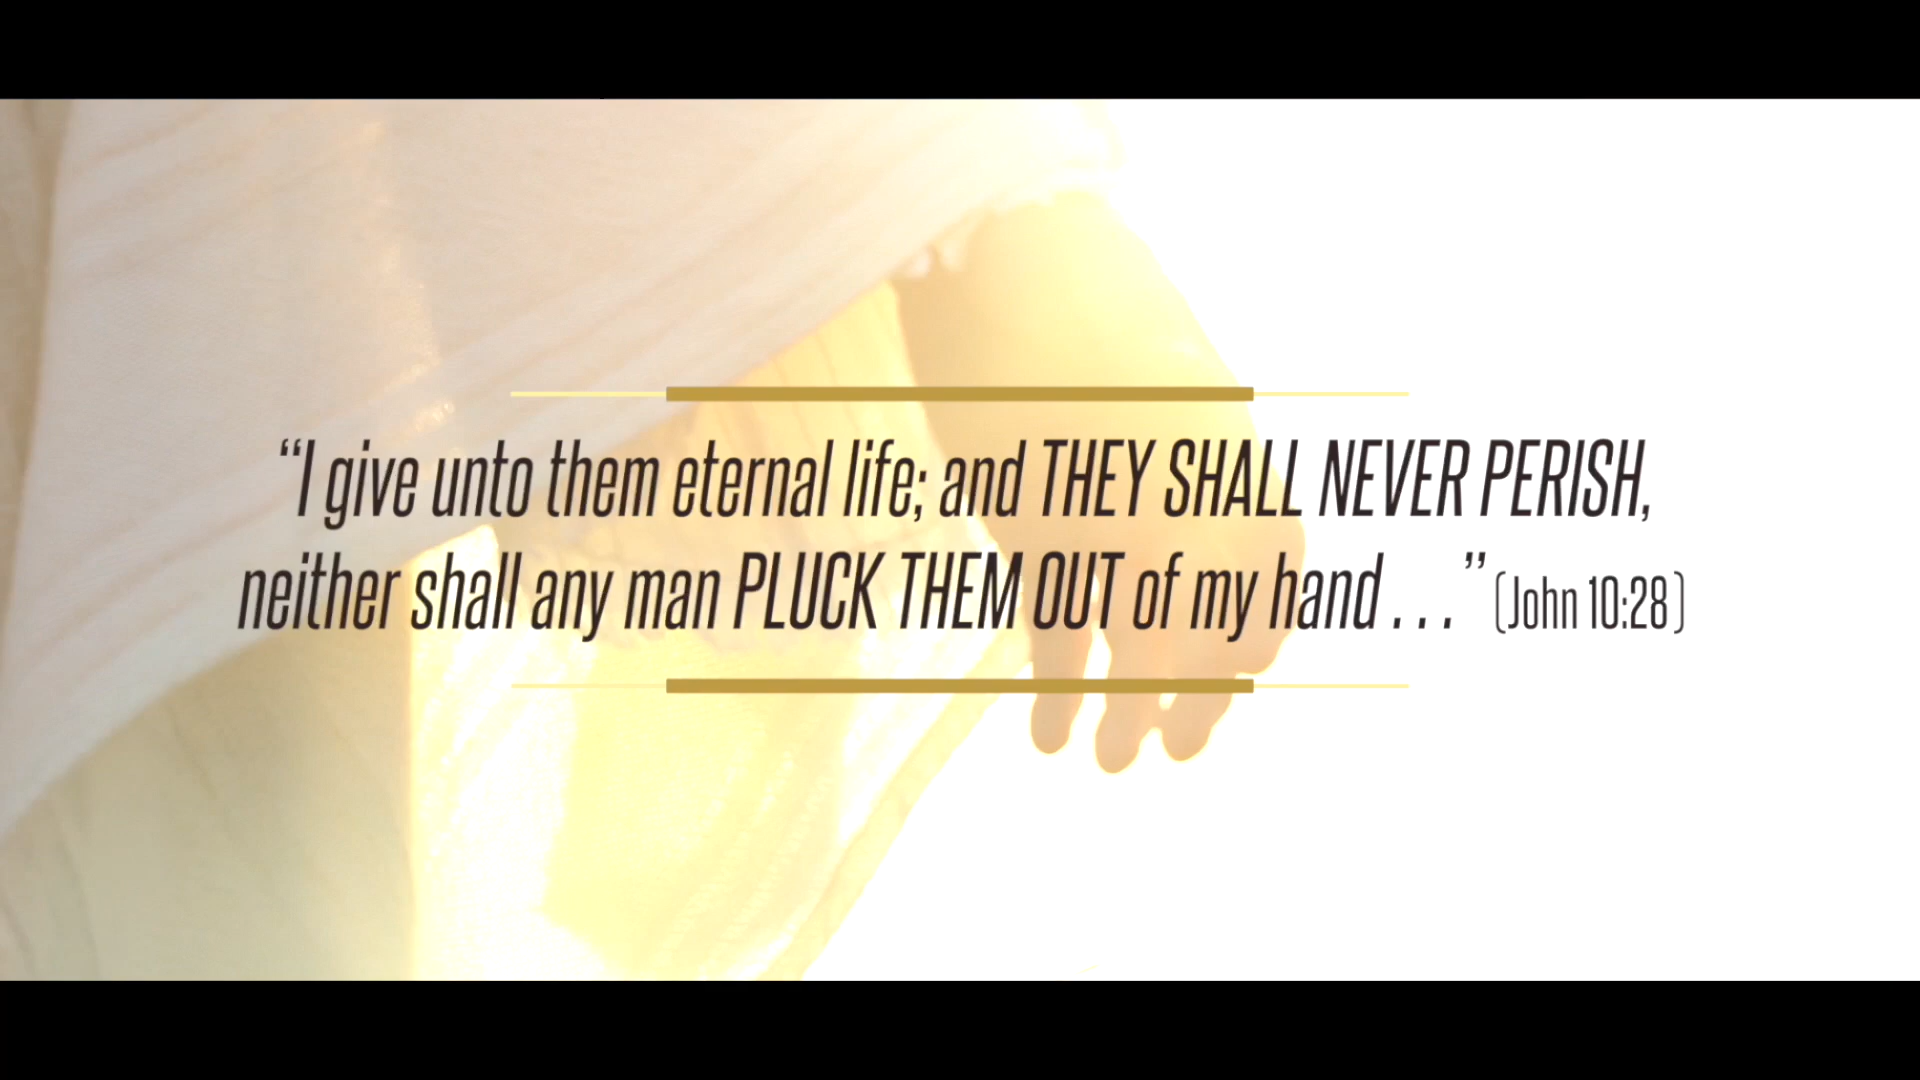 “I give unto them eternal life; and THEY SHALL NEVER PERISH,
neither shall any man PLUCK THEM OUT of my hand . . .” (John 10:28)